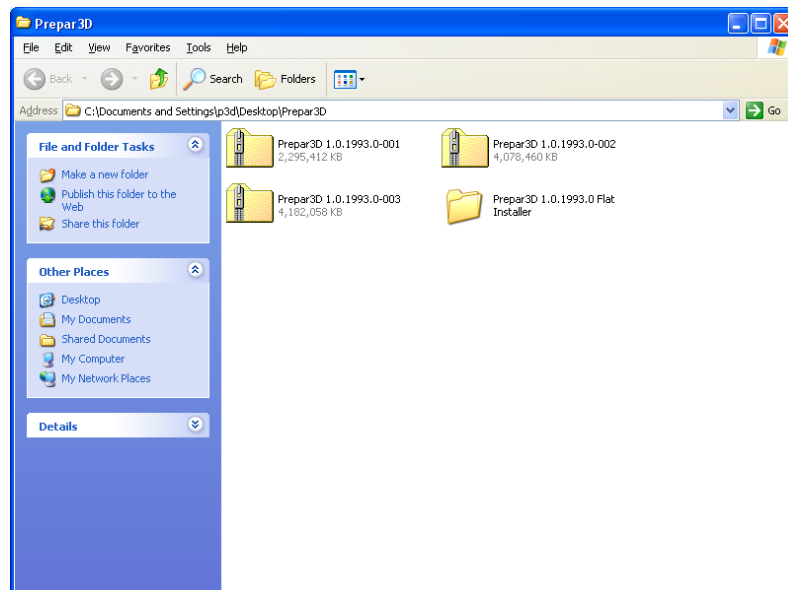 Prepar3D
File Edit View Favorites Tools Help
Back Search Folders
Address C:\Documents and Settings\p3d\Desktop\Prepar3D Go
File and Folder Tasks
Make a new folder
Publish this folder to the
Web
Share this folder
Other Places
Desktop
My Documents
Shared Documents
My Computer
My Network Places
Details
Prepar3D 1.0.1993.0-001
2,295,412 KB
Prepar3D 1.0.1993.0-002
4,078,460 KB
Prepar3D 1.0.1993.0-003
4,182,058 KB
Prepar3D 1.0.1993.0 Flat
Installer